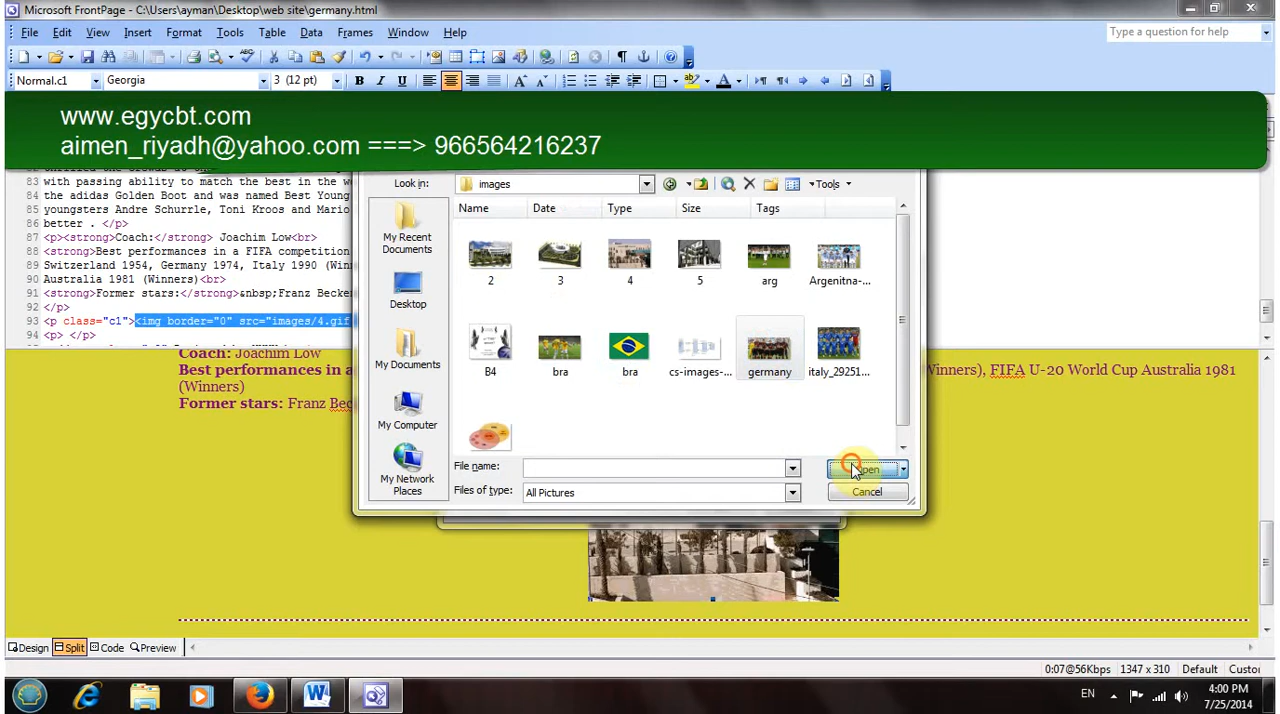 Microsoft FrontPage - C:\Users\ayman\Desktop\web site\germany.html
File Edit View Insert Format Tools Table Data Frames Window Help
Type a question for help
Normal.c1 Georgia 3 (12 pt) B I U A A A
www.egycbt.com
aimen_riyadh@yahoo.com ===> 966564216237
83 with passing ability to match the best in the w
84 the adidas Golden Boot and was named Best Young
85 youngsters Andre Schurrle, Toni Kroos and Mario
86 better . </p>
87 <p><strong>Coach:</strong> Joachim Low<br>
88 <strong>Best performances in a FIFA competition
89 Switzerland 1954, Germany 1974, Italy 1990 (Winn
90 Australia 1981 (Winners)<br>
91 <strong>Former stars:</strong>&nbsp;Franz Becker
92 </p>
93 <p class="c1"><img border="0" src="images/4.gif
94 <p> </p>
Look in: images Tools
Name Date Type Size Tags
My Recent Documents
Desktop
My Documents
My Computer
My Network Places
2 3 4 5 arg Argenitna-...
B4 bra bra cs-images-... germany italy_29251...
File name: Open
Files of type: All Pictures Cancel
Coach: Joachim Low
Best performances in a
Winners), FIFA U-20 World Cup Australia 1981
(Winners)
Former stars: Franz Bec
Design Split Code Preview
0:07@56Kbps 1347 x 310 Default Custo
EN 4:00 PM
7/25/2014